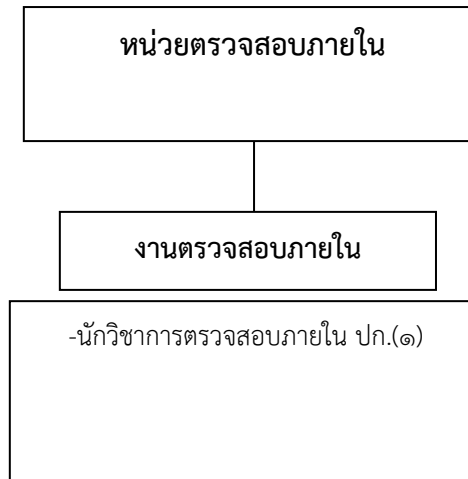 หน่วยตรวจสอบภายใน
งานตรวจสอบภายใน
-นักวิชาการตรวจสอบภายใน ปก.(๑)